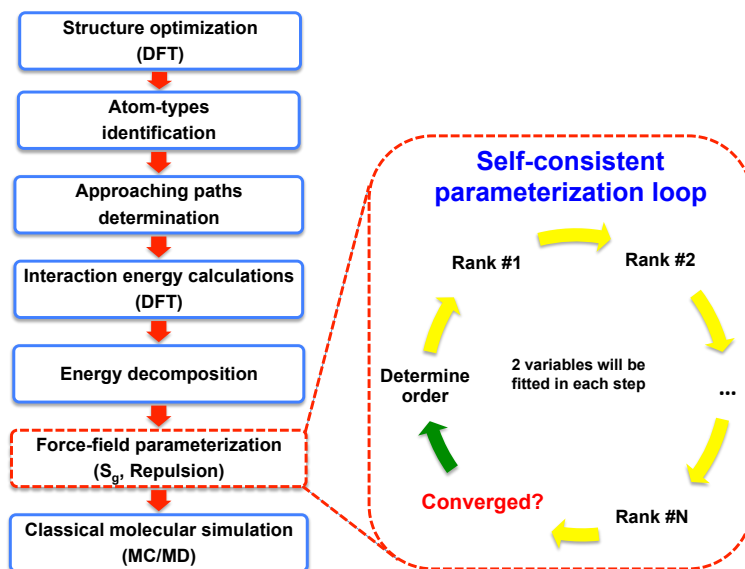 Structure optimization
(DFT)
Atom-types
identification
Approaching paths
determination
Interaction energy calculations
(DFT)
Energy decomposition
Force-field parameterization
(Sg, Repulsion)
Classical molecular simulation
(MC/MD)
Self-consistent
parameterization loop
Rank #1
Rank #2
2 variables will be
fitted in each step
Determine
order
...
Converged?
Rank #N